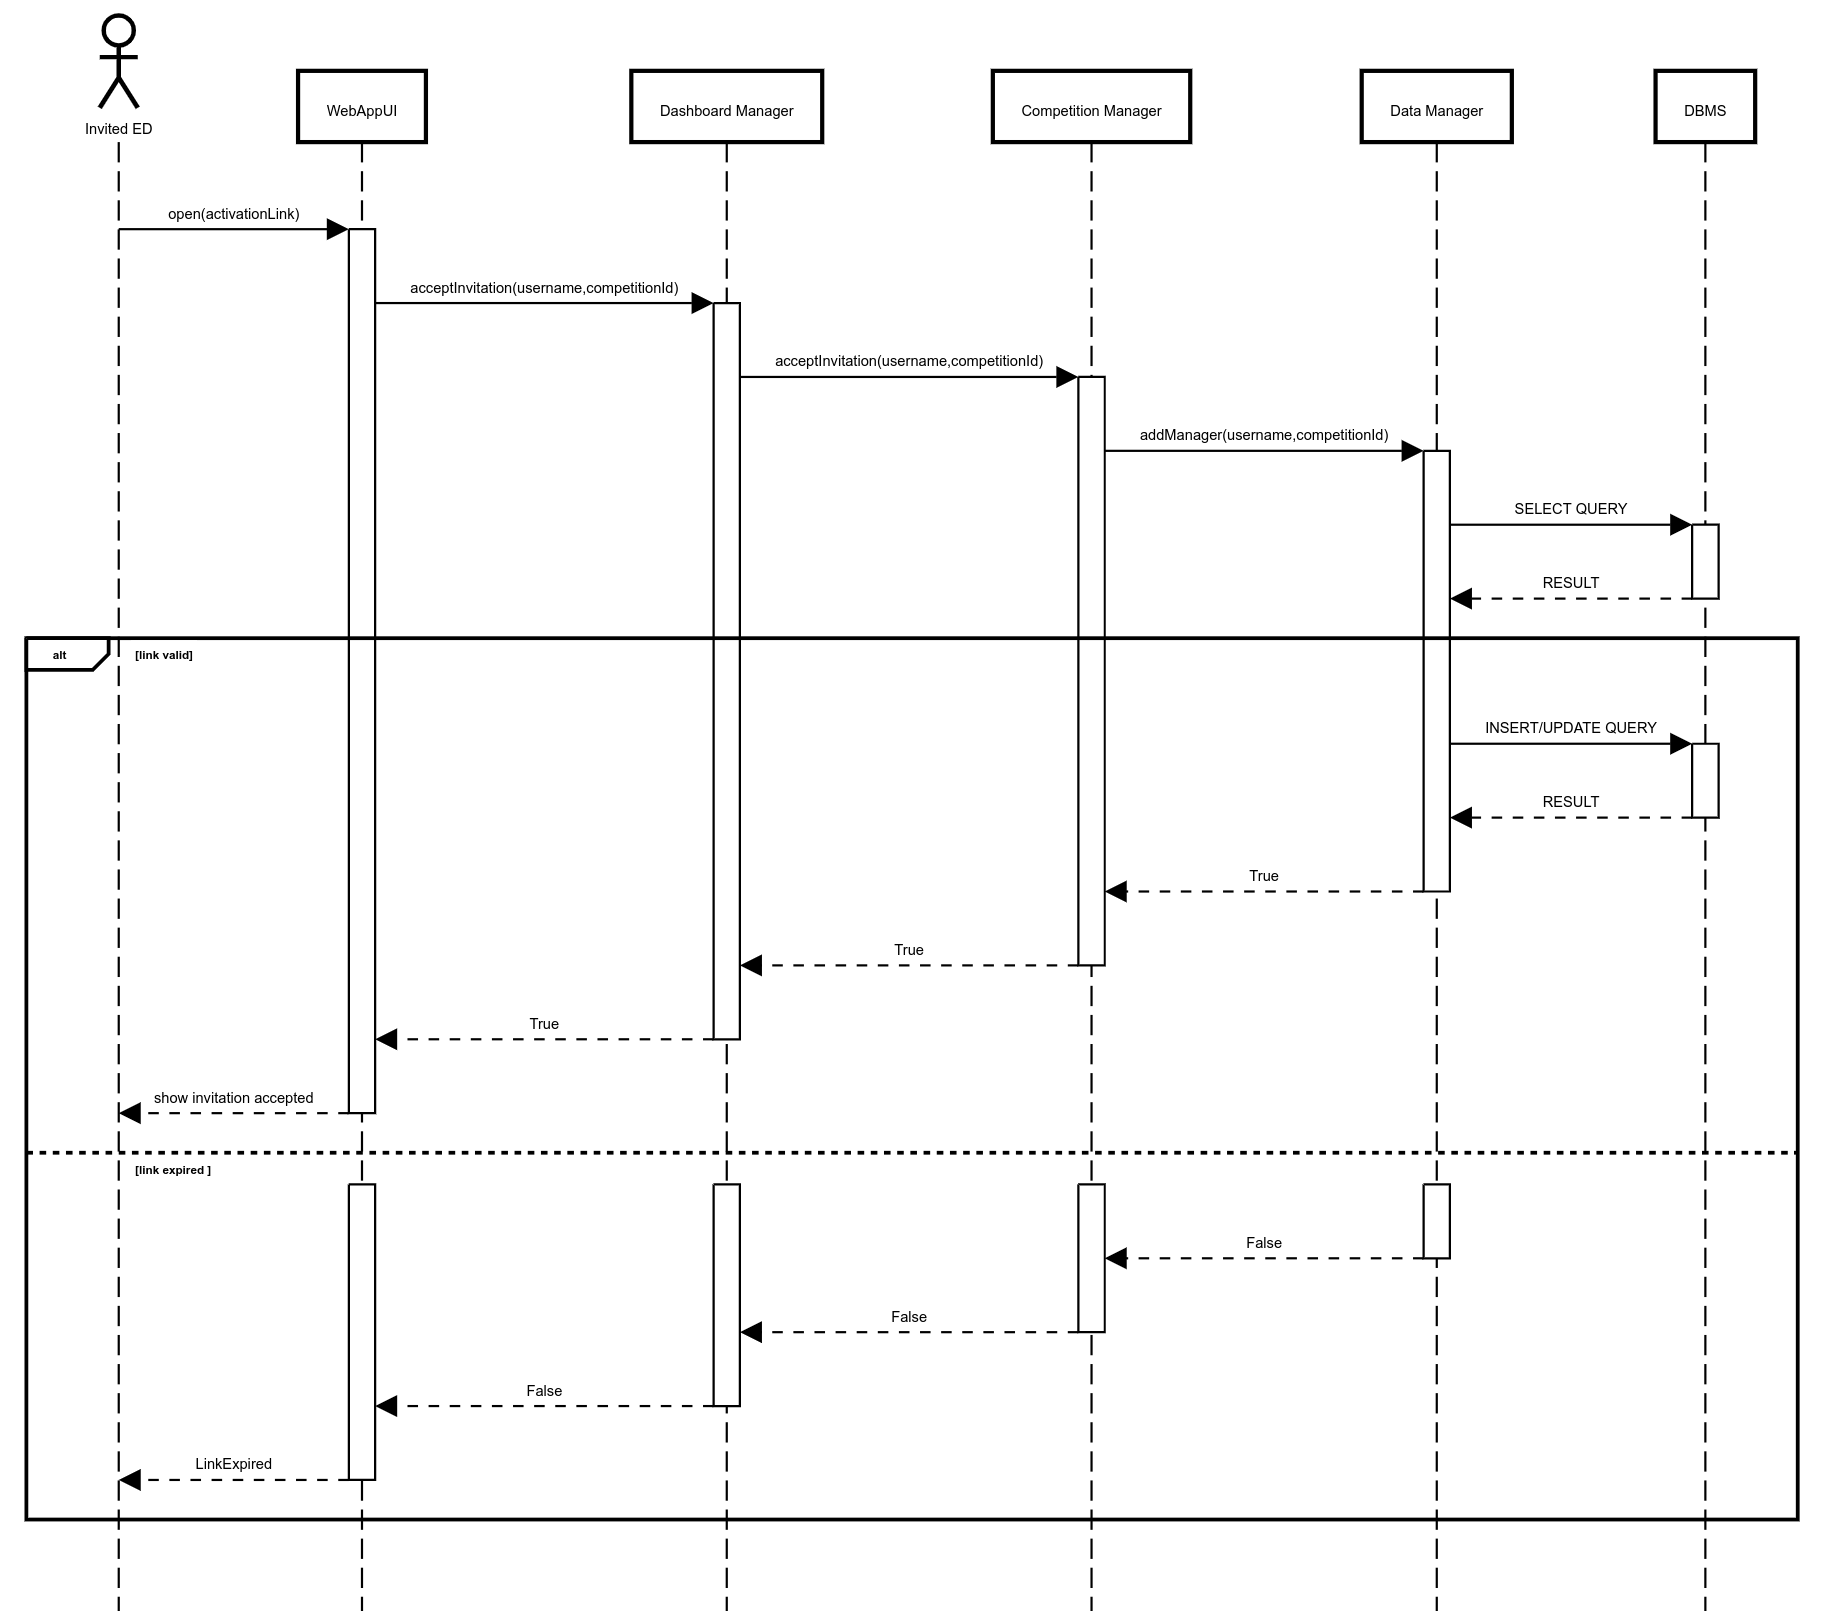 Invited ED
WebAppUI
Dashboard Manager
Competition Manager
Data Manager
DBMS
open(activationLink)
acceptInvitation(username,competitionId)
acceptInvitation(username,competitionId)
addManager(username,competitionId)
SELECT QUERY
RESULT
alt
[link valid]
INSERT/UPDATE QUERY
RESULT
True
True
True
show invitation accepted
[link expired ]
False
False
False
LinkExpired